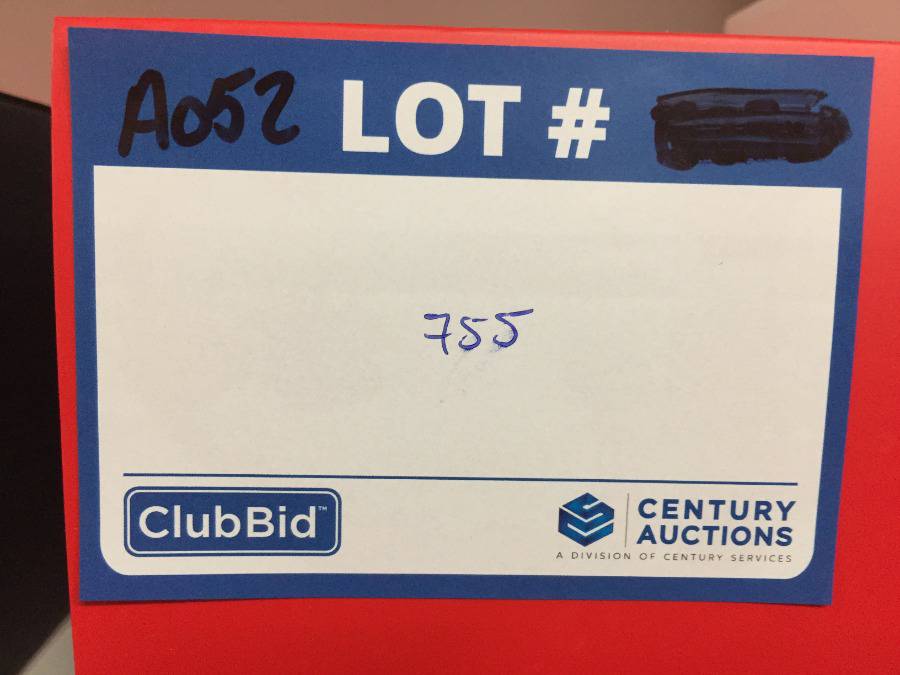 A052 LOT #
755
ClubBid™
CENTURY
AUCTIONS
A DIVISION OF CENTURY SERVICES